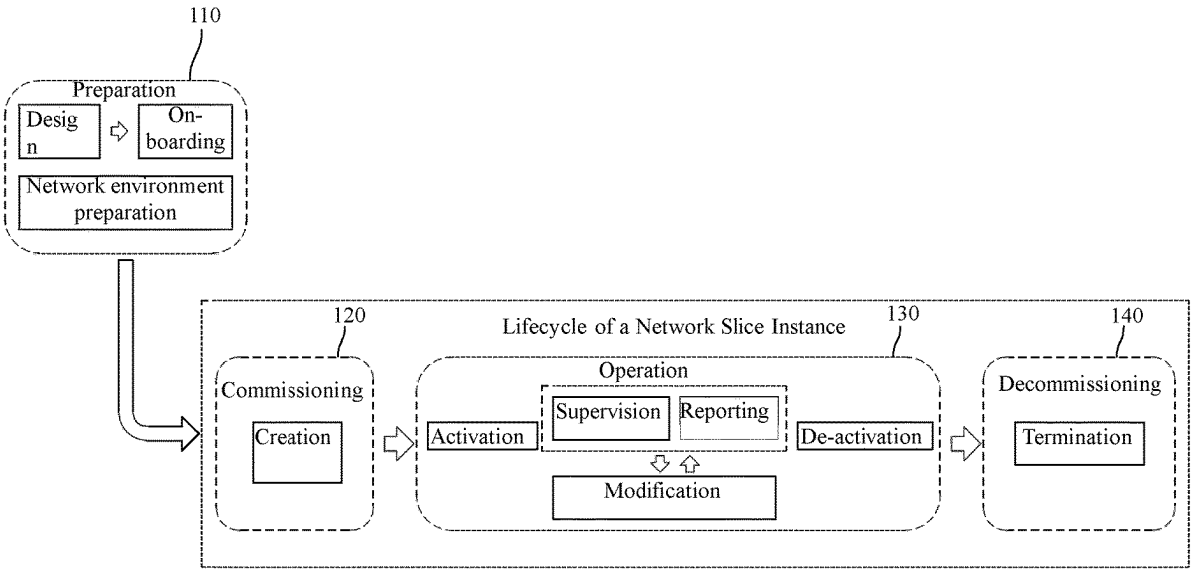 110
Preparation
Desig
n
On-
boarding
Network environment
preparation
120
Lifecycle of a Network Slice Instance
130
140
Commissioning
Creation
Operation
Activation
Supervision
Reporting
De-activation
Modification
Decommissioning
Termination